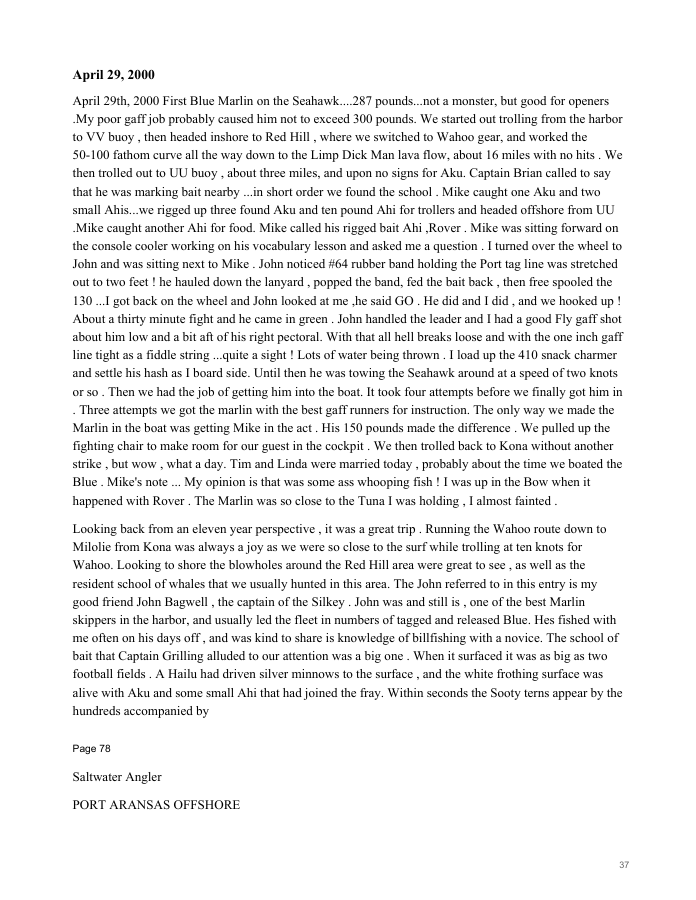 April 29, 2000
April 29th, 2000 First Blue Marlin on the Seahawk....287 pounds...not a monster, but good for openers
.My poor gaff job probably caused him not to exceed 300 pounds. We started out trolling from the harbor
to VV buoy , then headed inshore to Red Hill , where we switched to Wahoo gear, and worked the
50-100 fathom curve all the way down to the Limp Dick Man lava flow, about 16 miles with no hits . We
then trolled out to UU buoy , about three miles, and upon no signs for Aku. Captain Brian called to say
that he was marking bait nearby ...in short order we found the school . Mike caught one Aku and two
small Ahis...we rigged up three found Aku and ten pound Ahi for trollers and headed offshore from UU
.Mike caught another Ahi for food. Mike called his rigged bait Ahi ,Rover . Mike was sitting forward on
the console cooler working on his vocabulary lesson and asked me a question . I turned over the wheel to
John and was sitting next to Mike . John noticed #64 rubber band holding the Port tag line was stretched
out to two feet ! he hauled down the lanyard , popped the band, fed the bait back , then free spooled the
130 ...I got back on the wheel and John looked at me ,he said GO . He did and I did , and we hooked up !
About a thirty minute fight and he came in green . John handled the leader and I had a good Fly gaff shot
about him low and a bit aft of his right pectoral. With that all hell breaks loose and with the one inch gaff
line tight as a fiddle string ...quite a sight ! Lots of water being thrown . I load up the 410 snack charmer
and settle his hash as I board side. Until then he was towing the Seahawk around at a speed of two knots
or so . Then we had the job of getting him into the boat. It took four attempts before we finally got him in
. Three attempts we got the marlin with the best gaff runners for instruction. The only way we made the
Marlin in the boat was getting Mike in the act . His 150 pounds made the difference . We pulled up the
fighting chair to make room for our guest in the cockpit . We then trolled back to Kona without another
strike , but wow , what a day. Tim and Linda were married today , probably about the time we boated the
Blue . Mike's note ... My opinion is that was some ass whooping fish ! I was up in the Bow when it
happened with Rover . The Marlin was so close to the Tuna I was holding , I almost fainted .
Looking back from an eleven year perspective , it was a great trip . Running the Wahoo route down to
Milolie from Kona was always a joy as we were so close to the surf while trolling at ten knots for
Wahoo. Looking to shore the blowholes around the Red Hill area were great to see , as well as the
resident school of whales that we usually hunted in this area. The John referred to in this entry is my
good friend John Bagwell , the captain of the Silkey . John was and still is , one of the best Marlin
skippers in the harbor, and usually led the fleet in numbers of tagged and released Blue. Hes fished with
me often on his days off , and was kind to share is knowledge of billfishing with a novice. The school of
bait that Captain Grilling alluded to our attention was a big one . When it surfaced it was as big as two
football fields . A Hailu had driven silver minnows to the surface , and the white frothing surface was
alive with Aku and some small Ahi that had joined the fray. Within seconds the Sooty terns appear by the
hundreds accompanied by
Page 78
Saltwater Angler
PORT ARANSAS OFFSHORE
37